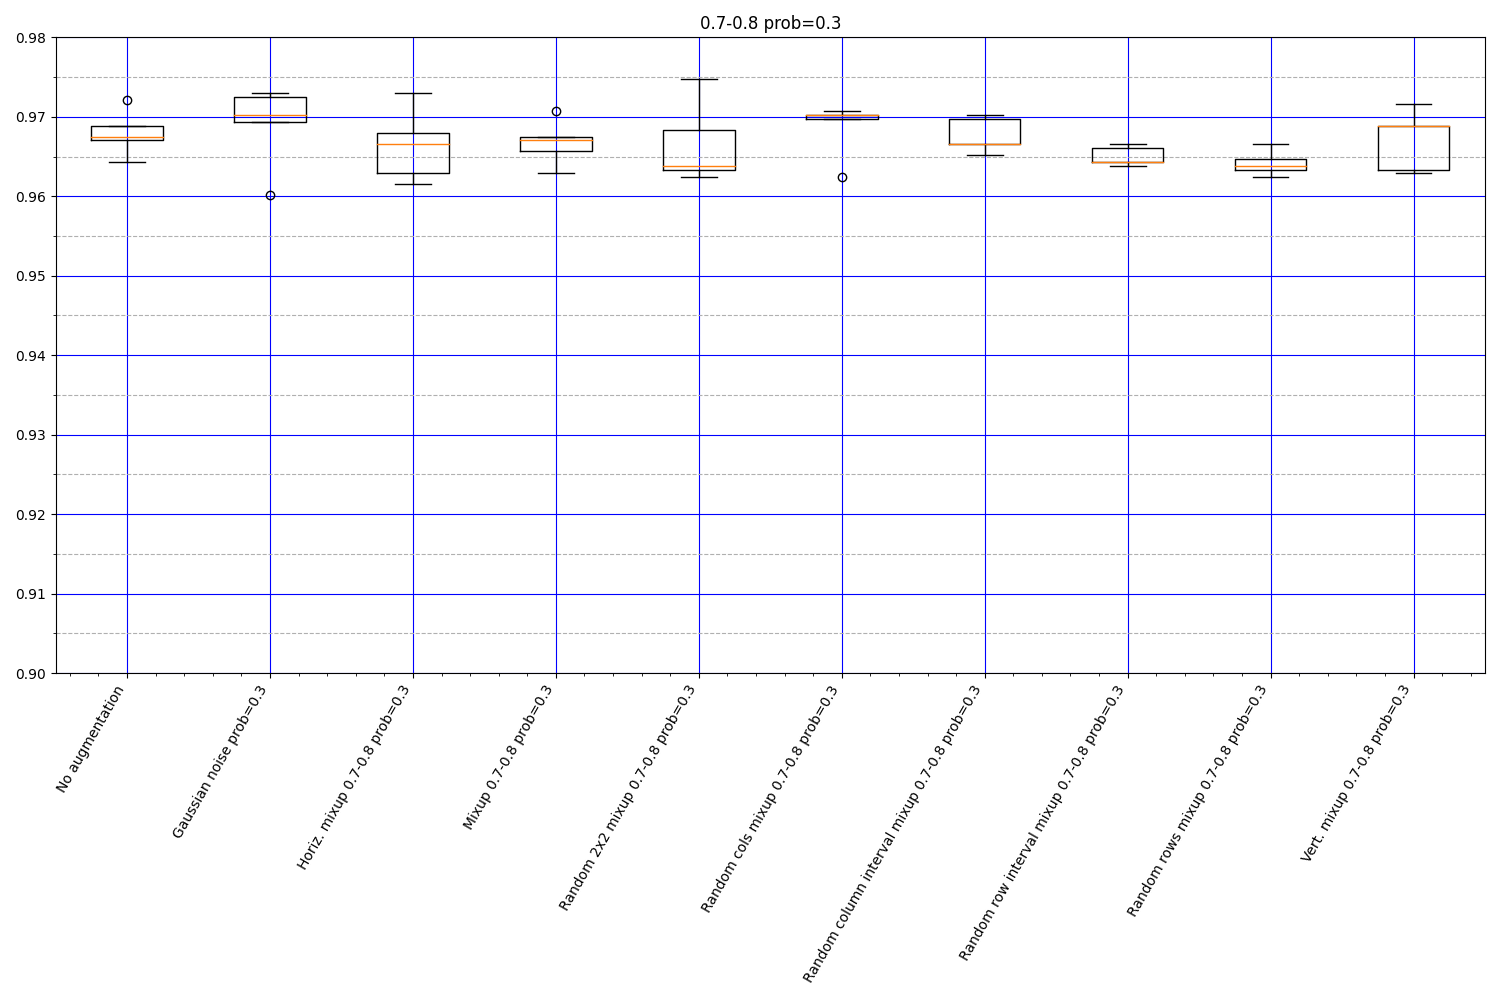 0.7-0.8 prob=0.3
0.98
0.97
0.96
0.95
0.94
0.93
0.92
0.91
0.90
No augmentation
Gaussian noise prob=0.3
Horiz. mixup 0.7-0.8 prob=0.3
Mixup 0.7-0.8 prob=0.3
Random 2x2 mixup 0.7-0.8 prob=0.3
Random cols mixup 0.7-0.8 prob=0.3
Random column interval mixup 0.7-0.8 prob=0.3
Random row interval mixup 0.7-0.8 prob=0.3
Random rows mixup 0.7-0.8 prob=0.3
Vert. mixup 0.7-0.8 prob=0.3